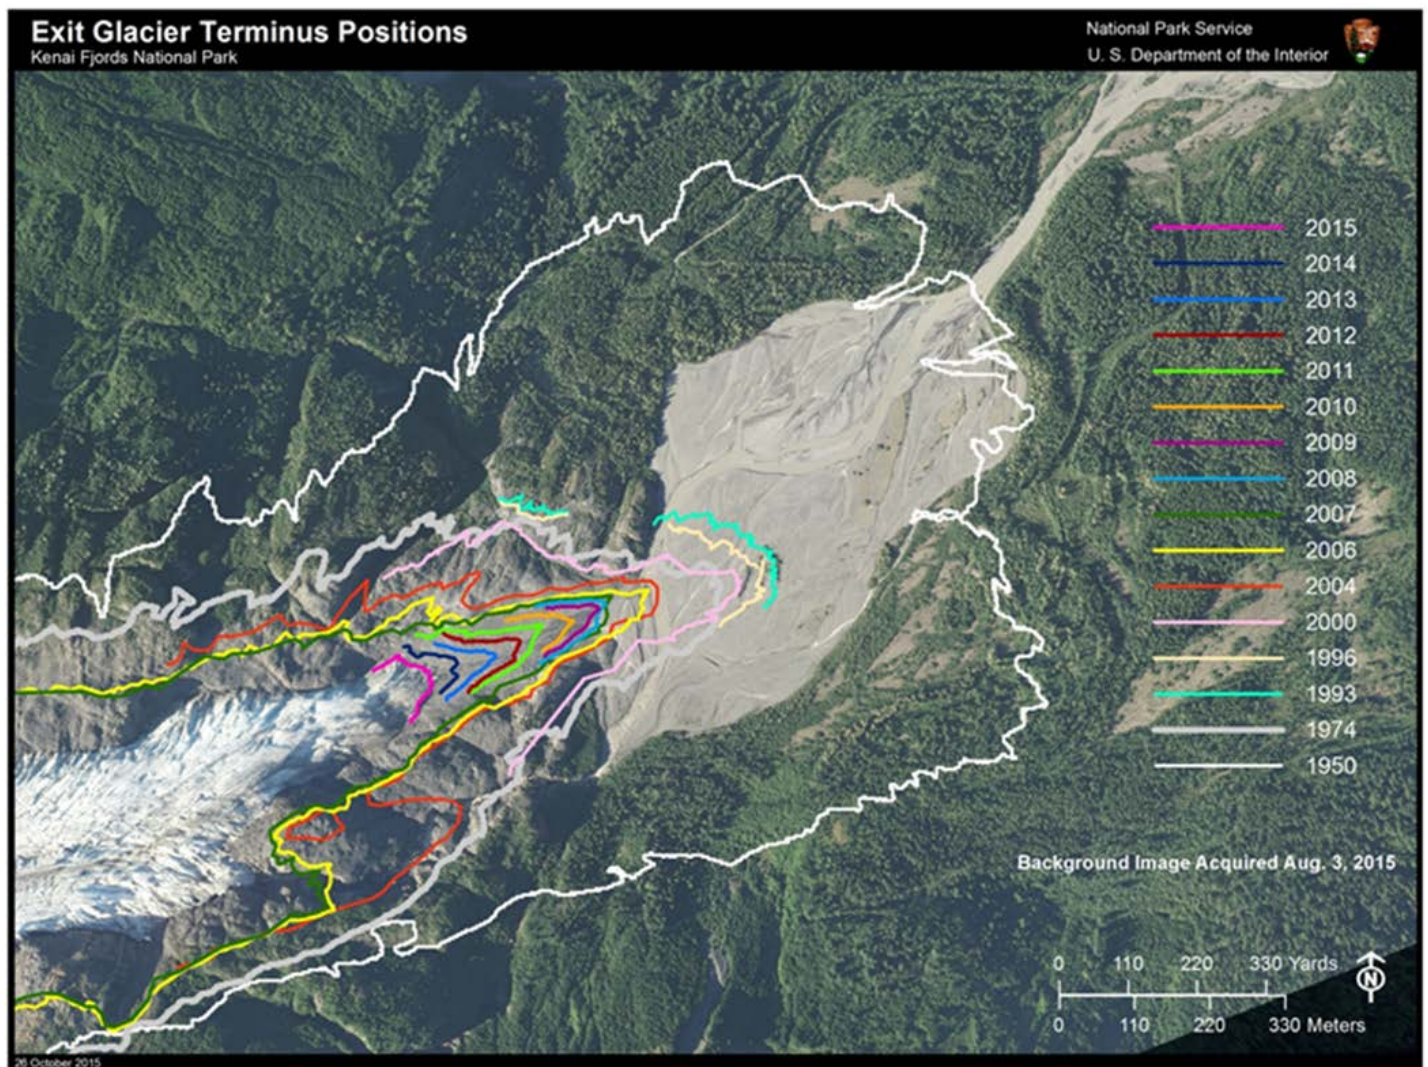 Exit Glacier Terminus Positions
Kenai Fjords National Park
National Park Service
U. S. Department of the Interior
2015
2014
2013
2012
2011
2010
2009
2008
2007
2006
2004
2000
1996
1993
1974
1950
Background Image Acquired Aug. 3, 2015
0 110 220 330 Yards
N
0 110 220 330 Meters
26 October 2015